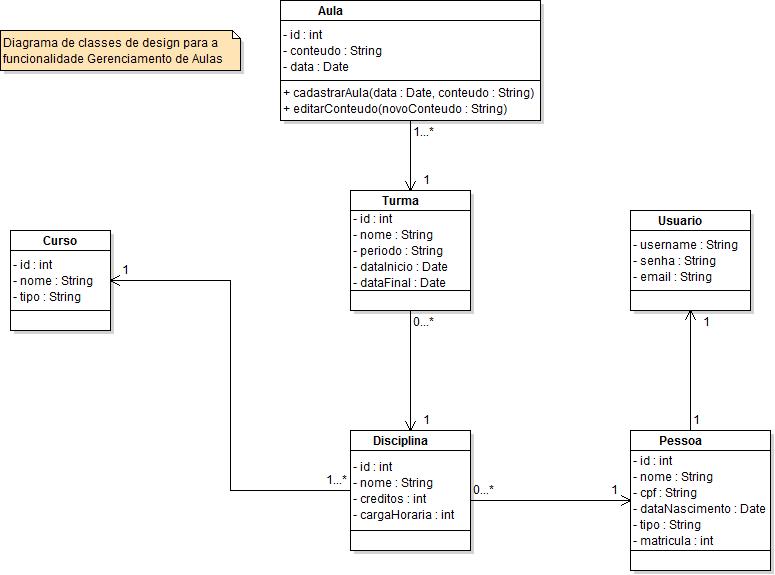 Aula
- id : int
- conteudo : String
- data : Date
+ cadastrarAula(data : Date, conteudo : String)
+ editarConteudo(novoConteudo : String)
Diagrama de classes de design para a
funcionalidade Gerenciamento de Aulas
1...*
1
Turma
- id : int
- nome : String
- periodo : String
- dataInicio : Date
- dataFinal : Date
0...*
1
Curso
- id : int
- nome : String
- tipo : String
1
Usuario
- username : String
- senha : String
- email : String
1
1
Disciplina
- id : int
- nome : String
- creditos : int
- cargaHoraria : int
1...*
0...*
1
Pessoa
- id : int
- nome : String
- cpf : String
- dataNascimento : Date
- tipo : String
- matricula : int